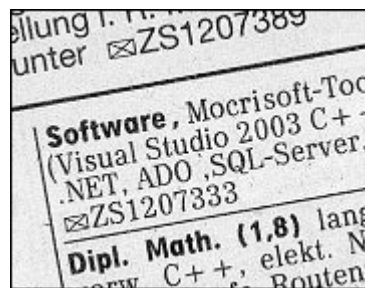 ellung
unter ✉ZS1207389
Software, Mocrisoft-Too
(Visual Studio 2003 C+
.NET, ADO ,SQL-Server,
✉ZS1207333
Dipl. Math. (1,8) lang
C++, elekt. N
Routen